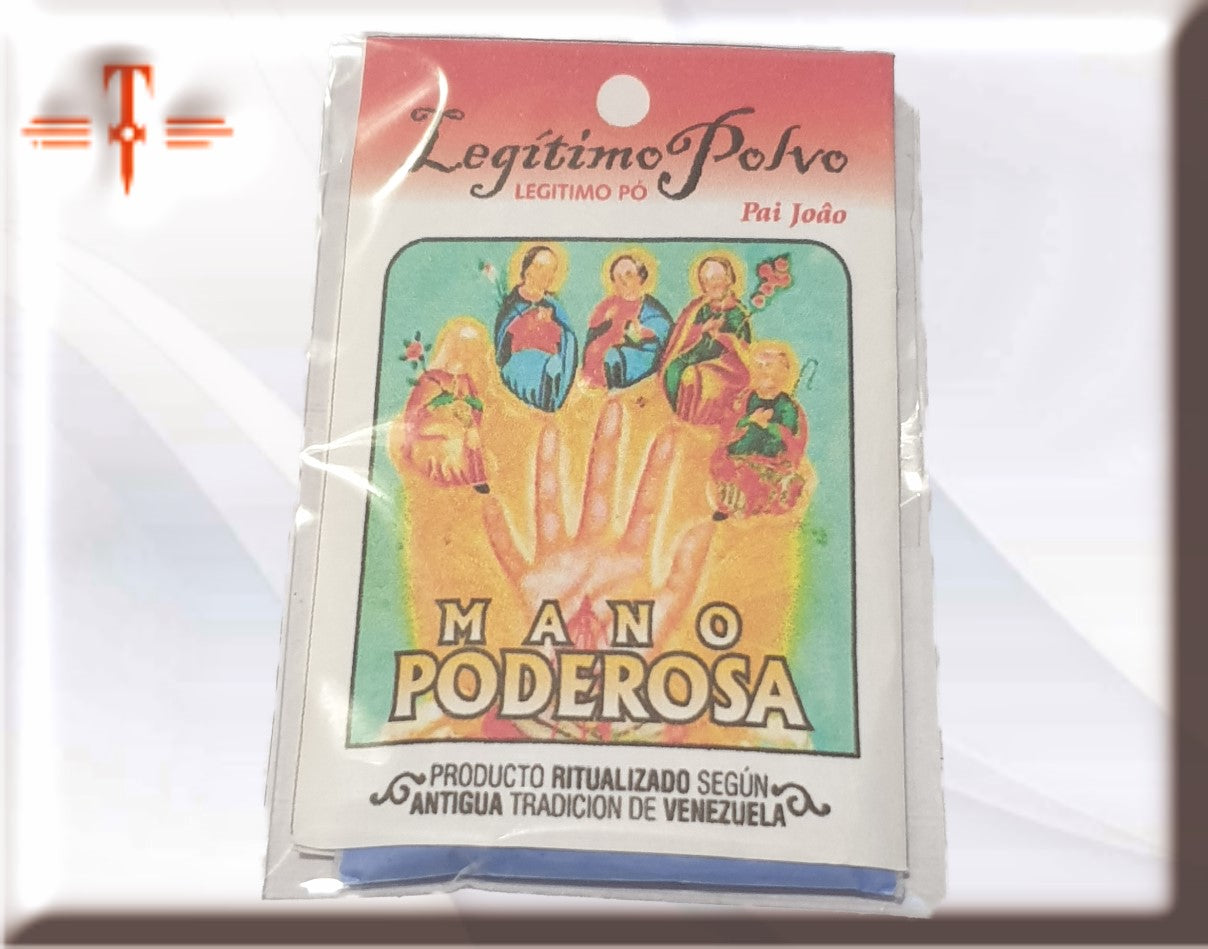 T
Legítimo Polvo
LEGITIMO PÓ
Pai Joâo
MANO
PODEROSA
PRODUCTO RITUALIZADO SEGÚN
ANTIGUA TRADICION DE VENEZUELA